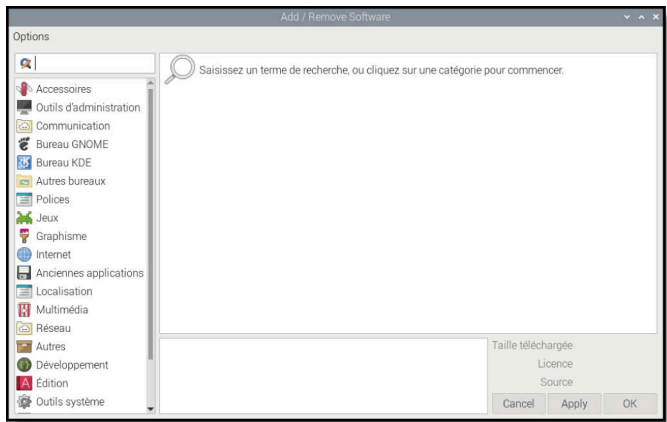 Add / Remove Software
Options
Saisissez un terme de recherche, ou cliquez sur une catégorie pour commencer.
Accessoires
Outils d'administration
Communication
Bureau GNOME
Bureau KDE
Autres bureaux
Polices
Jeux
Graphisme
Internet
Anciennes applications
Localisation
Multimédia
Réseau
Autres
Développement
Édition
Outils système
Taille téléchargée
Licence
Source
Cancel Apply OK